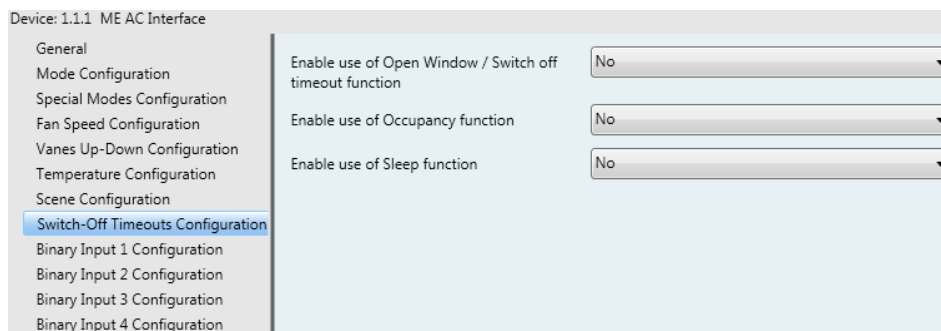 Device: 1.1.1 ME AC Interface
General
Mode Configuration
Special Modes Configuration
Fan Speed Configuration
Vanes Up-Down Configuration
Temperature Configuration
Scene Configuration
Switch-Off Timeouts Configuration
Binary Input 1 Configuration
Binary Input 2 Configuration
Binary Input 3 Configuration
Binary Input 4 Configuration
Enable use of Open Window / Switch off
timeout function
No
Enable use of Occupancy function
No
Enable use of Sleep function
No